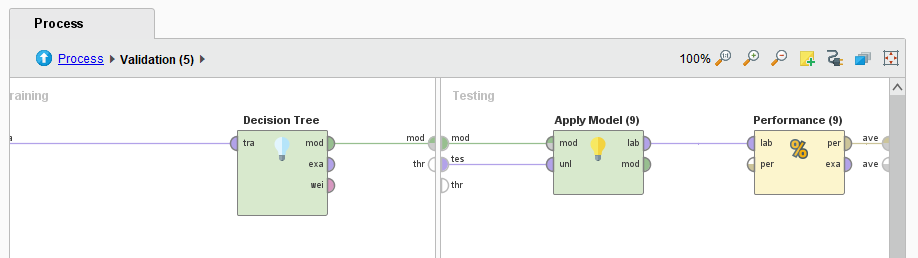 Process
Process Validation (5)
100%
raining
Testing
Decision Tree
Apply Model (9)
Performance (9)
a
tra
mod
mod
mod
mod
lab
lab
per
ave
exa
thr
tes
unl
mod
per
exa
ave
wei
thr